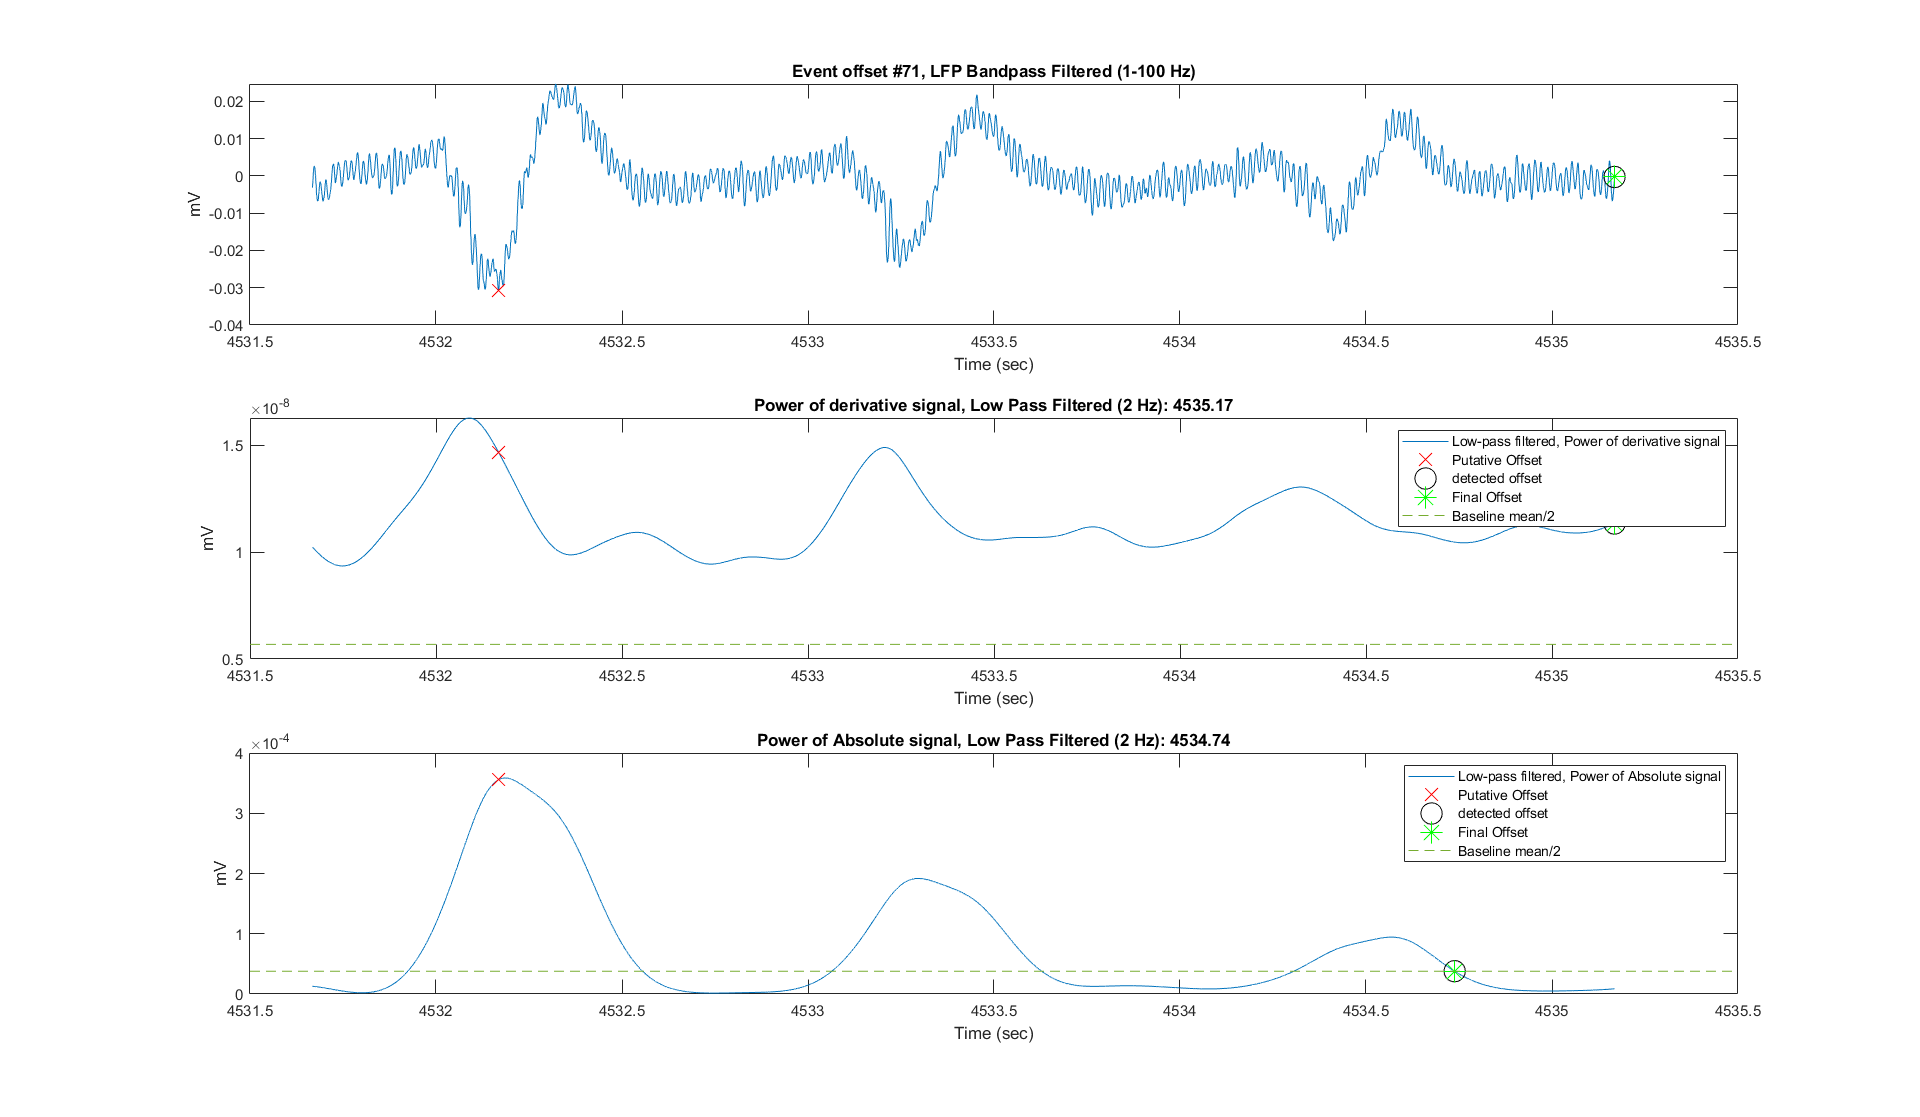 Event offset #71, LFP Bandpass Filtered (1-100 Hz)
0.02
0.01
0
-0.01
-0.02
-0.03
-0.04
mV
4531.5 4532 4532.5 4533 4533.5 4534 4534.5 4535 4535.5
Time (sec)
×10-8
Power of derivative signal, Low Pass Filtered (2 Hz): 4535.17
1.5
1
0.5
mV
Low-pass filtered, Power of derivative signal
Putative Offset
detected offset
Final Offset
Baseline mean/2
4531.5 4532 4532.5 4533 4533.5 4534 4534.5 4535 4535.5
Time (sec)
×10-4
Power of Absolute signal, Low Pass Filtered (2 Hz): 4534.74
4
3
2
1
0
mV
Low-pass filtered, Power of Absolute signal
Putative Offset
detected offset
Final Offset
Baseline mean/2
4531.5 4532 4532.5 4533 4533.5 4534 4534.5 4535 4535.5
Time (sec)